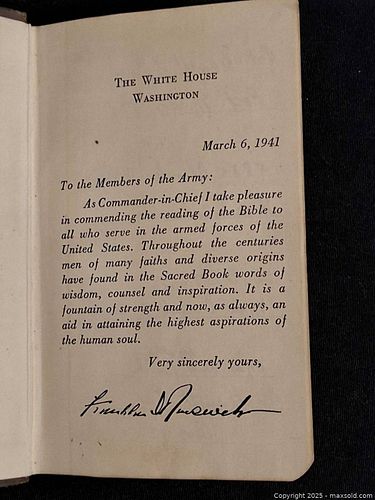 THE WHITE HOUSE
WASHINGTON
March 6, 1941
To the Members of the Army:
As Commander-in-Chief I take pleasure
in commending the reading of the Bible to
all who serve in the armed forces of the
United States. Throughout the centuries
men of many faiths and diverse origins
have found in the Sacred Book words of
wisdom, counsel and inspiration. It is a
fountain of strength and now, as always, an
aid in attaining the highest aspirations of
the human soul.
Very sincerely yours,
Franklin D Roosevelt
Copyright 2025 - maxsold.com